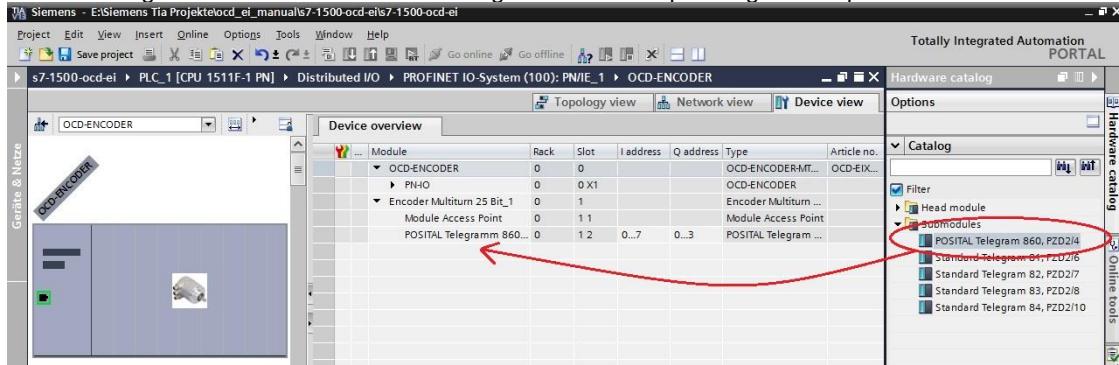 Siemens - E:\Siemens Tia Projekte\ocd_ei_manual\s7-1500-ocd-ei\s7-1500-ocd-ei
Project Edit View Insert Online Options Tools Window Help
Totally Integrated Automation
PORTAL
Save project
Go online
Go offline
s7-1500-ocd-ei ▸ PLC_1 [CPU 1511F-1 PN] ▸ Distributed I/O ▸ PROFINET IO-System (100): PN/IE_1 ▸ OCD-ENCODER
Hardware catalog
Topology view
Network view
Device view
Options
OCD-ENCODER
Device overview
... Module Rack Slot I address Q address Type Article no.
OCD-ENCODER 0 0 OCD-ENCODER-MT... OCD-EIX...
PN-IO 0 0 X1 OCD-ENCODER
Encoder Multiturn 25 Bit_1 0 1 Encoder Multiturn ...
Module Access Point 0 1 1 Module Access Point
POSITAL Telegramm 860... 0 1 2 0...7 0...3 POSITAL Telegram ...
OCD-ENCODER
Catalog
Filter
Head module
Submodules
POSITAL Telegram 860, PZD2/4
Standard Telegram 81, PZD2/6
Standard Telegram 82, PZD2/7
Standard Telegram 83, PZD2/8
Standard Telegram 84, PZD2/10
Geräte & Netze
Hardware catalog
Online tools